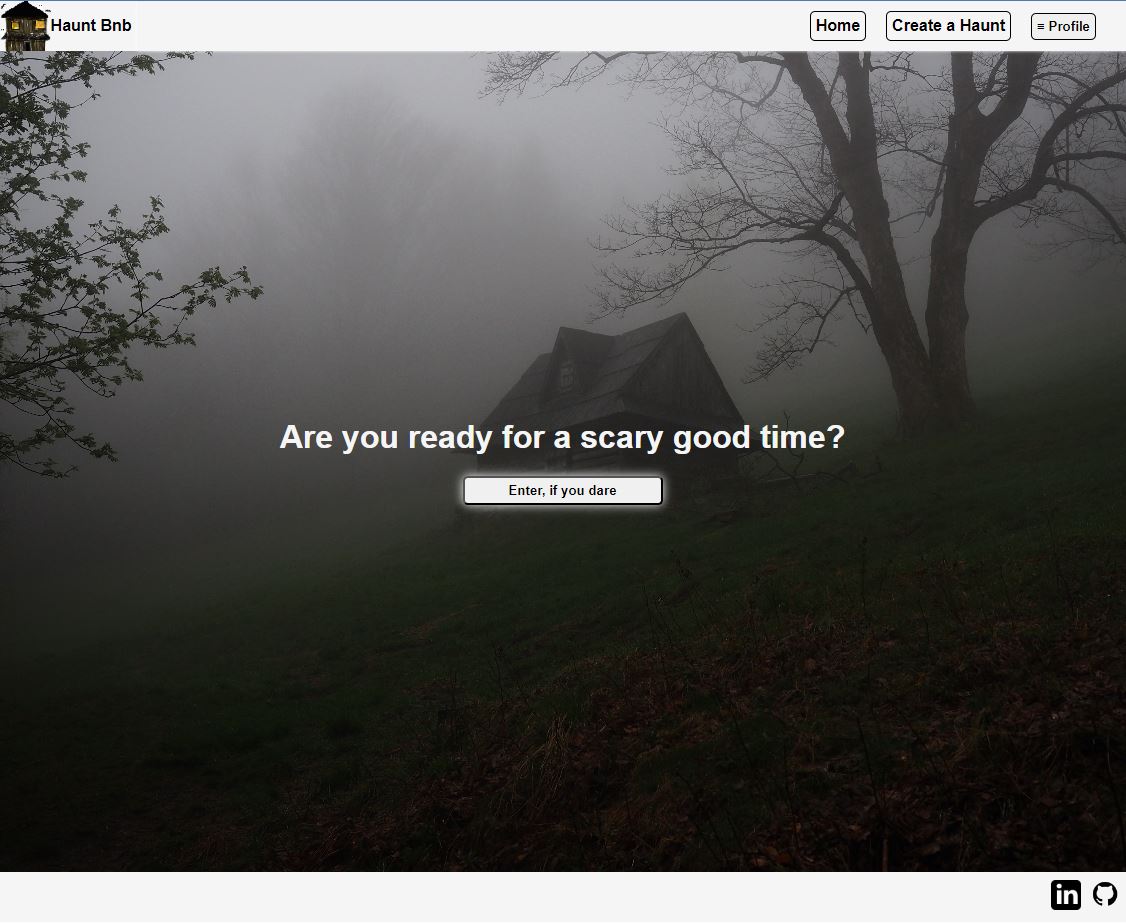 Haunt Bnb
Home
Create a Haunt
≡ Profile
Are you ready for a scary good time?
Enter, if you dare
in